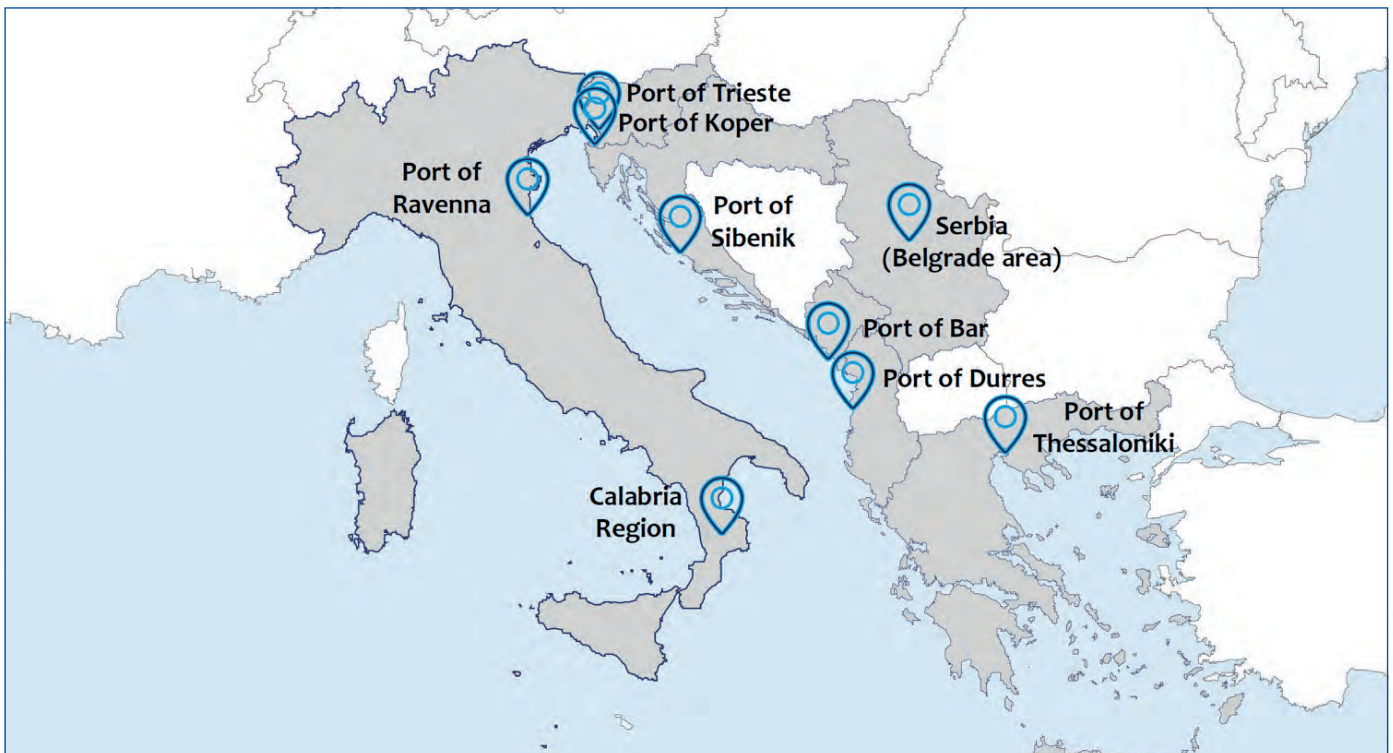 Port of Trieste
Port of Koper
Port of
Ravenna
Port of
Sibenik
Serbia
(Belgrade area)
Port of Bar
Port of Durres
Port of
Thessaloniki
Calabria
Region